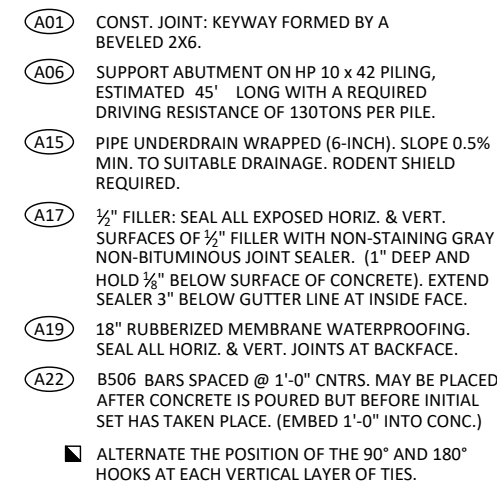 A01 CONST. JOINT: KEYWAY FORMED BY A
BEVELED 2X6.
A06 SUPPORT ABUTMENT ON HP 10 x 42 PILING,
ESTIMATED 45' LONG WITH A REQUIRED
DRIVING RESISTANCE OF 130TONS PER PILE.
A15 PIPE UNDERDRAIN WRAPPED (6-INCH). SLOPE 0.5%
MIN. TO SUITABLE DRAINAGE. RODENT SHIELD
REQUIRED.
A17 ½" FILLER: SEAL ALL EXPOSED HORIZ. & VERT.
SURFACES OF ½" FILLER WITH NON-STAINING GRAY
NON-BITUMINOUS JOINT SEALER. (1" DEEP AND
HOLD ⅛" BELOW SURFACE OF CONCRETE). EXTEND
SEALER 3" BELOW GUTTER LINE AT INSIDE FACE.
A19 18" RUBBERIZED MEMBRANE WATERPROOFING.
SEAL ALL HORIZ. & VERT. JOINTS AT BACKFACE.
A22 B506 BARS SPACED @ 1'-0" CNTRS. MAY BE PLACED
AFTER CONCRETE IS POURED BUT BEFORE INITIAL
SET HAS TAKEN PLACE. (EMBED 1'-0" INTO CONC.)
ALTERNATE THE POSITION OF THE 90° AND 180°
HOOKS AT EACH VERTICAL LAYER OF TIES.